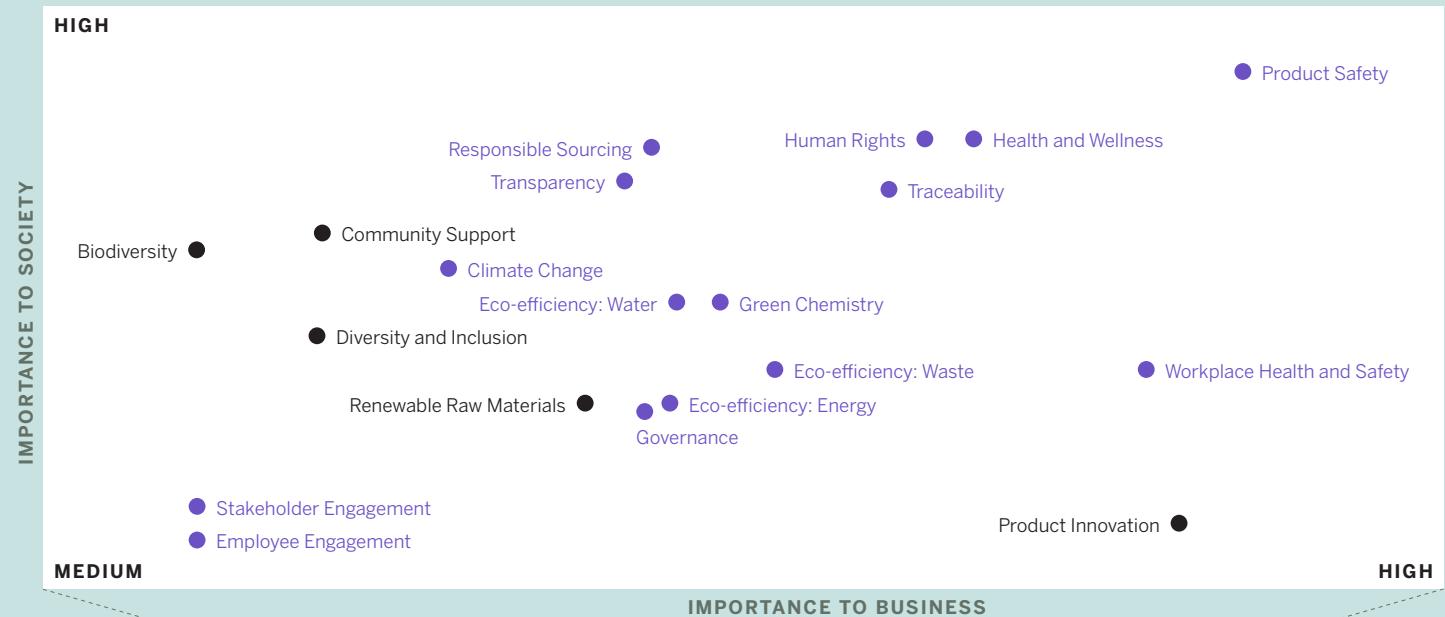 HIGH
Product Safety
Human Rights
Health and Wellness
Responsible Sourcing
Transparency
Traceability
Community Support
Biodiversity
Climate Change
Eco-efficiency: Water
Green Chemistry
Diversity and Inclusion
Eco-efficiency: Waste
Workplace Health and Safety
Renewable Raw Materials
Eco-efficiency: Energy
Governance
Stakeholder Engagement
Product Innovation
Employee Engagement
MEDIUM
HIGH
IMPORTANCE TO SOCIETY
IMPORTANCE TO BUSINESS